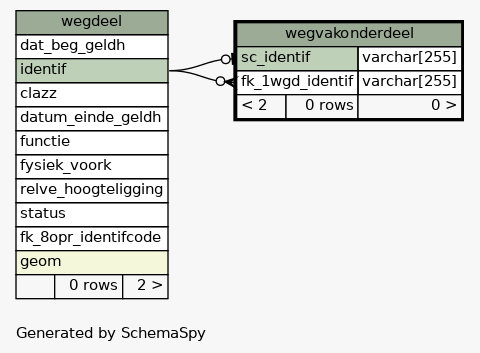 wegdeel
dat_beg_geldh
identif
clazz
datum_einde_geldh
functie
fysiek_voork
relve_hoogteligging
status
fk_8opr_identifcode
geom
0 rows 2 >
wegvakonderdeel
sc_identif varchar[255]
fk_1wgd_identif varchar[255]
< 2 0 rows 0 >
Generated by SchemaSpy